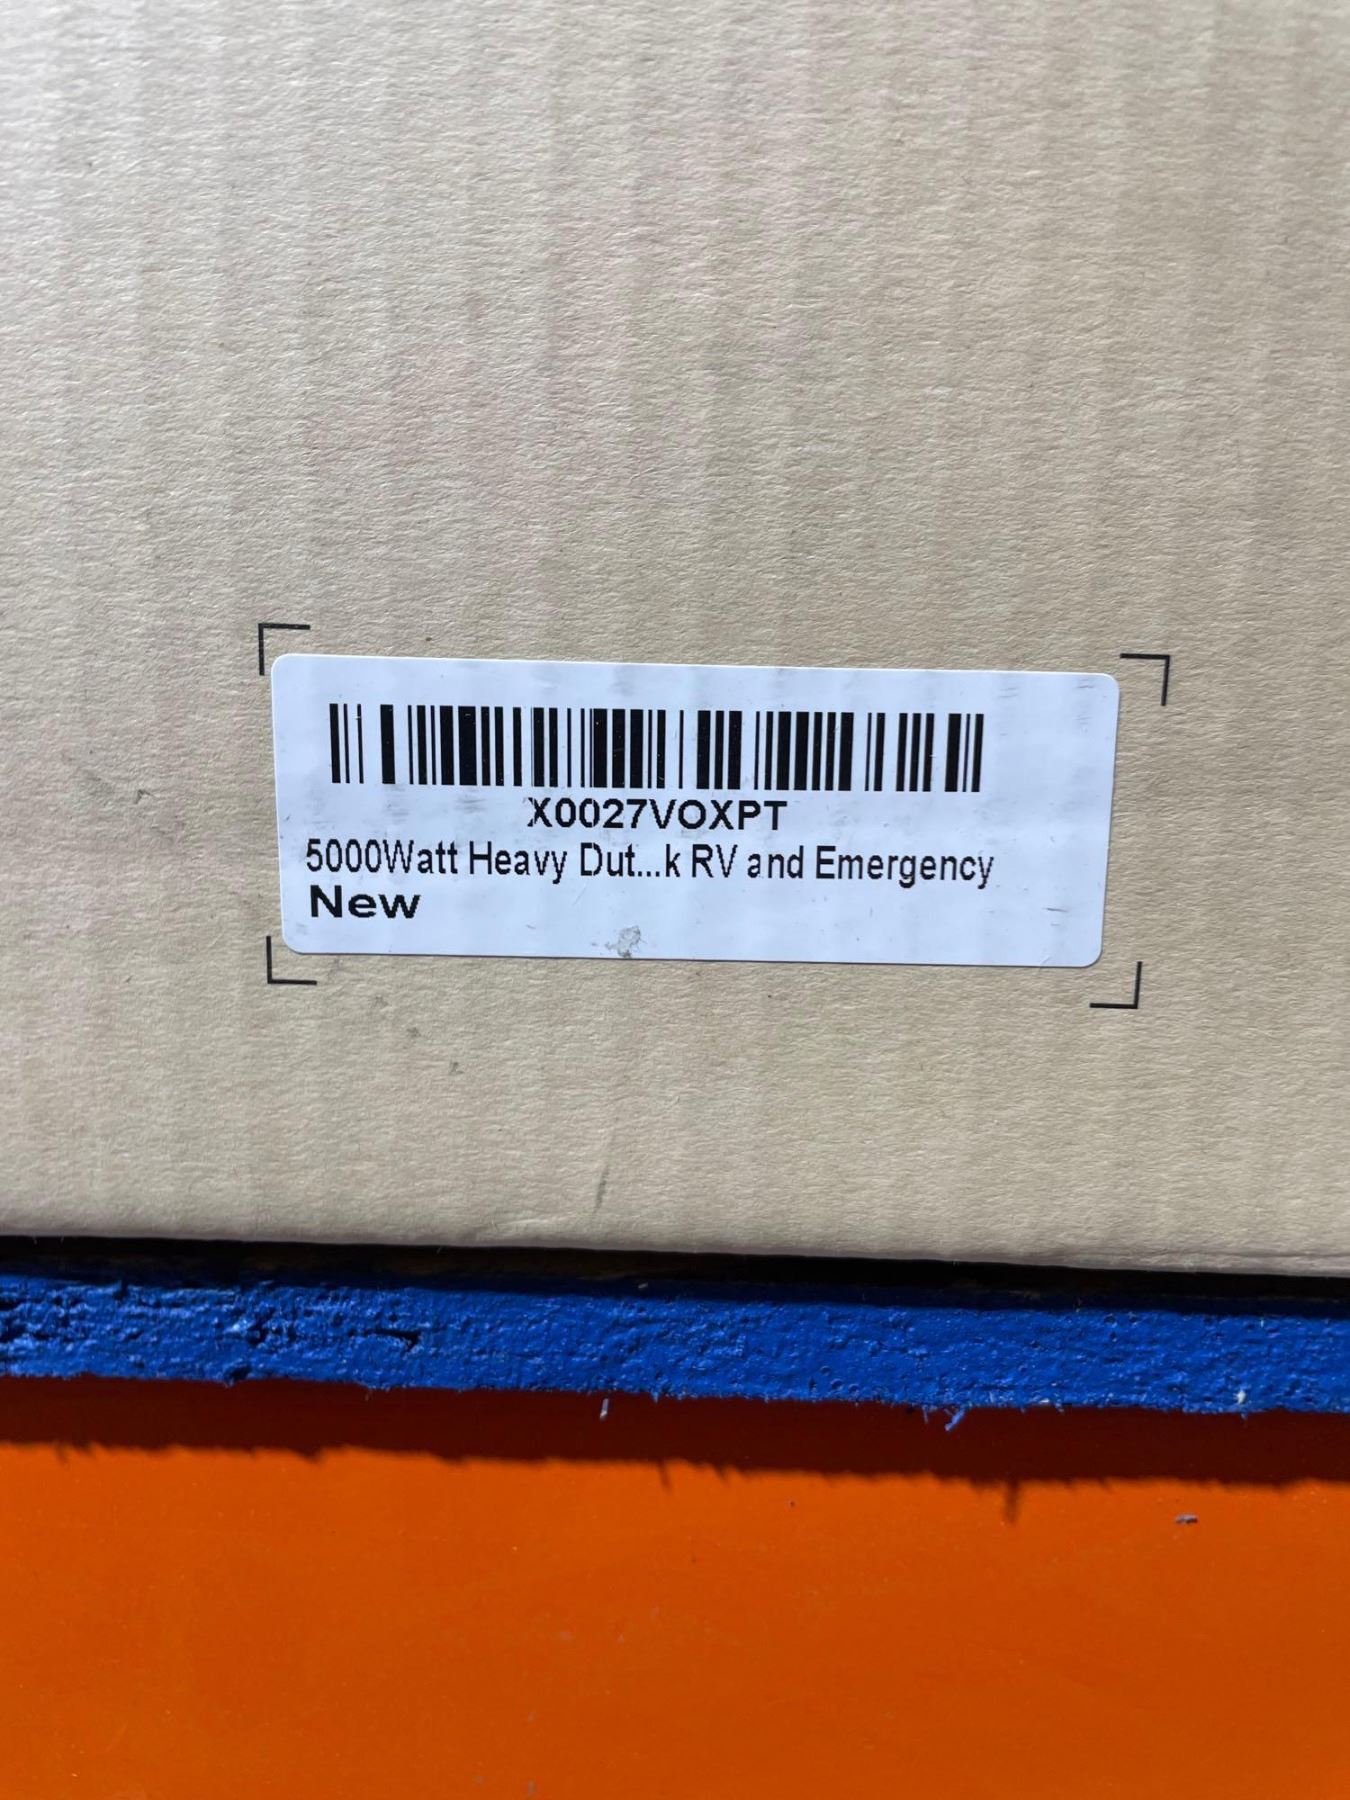 X0027VOXPT
5000Watt Heavy Dut...k RV and Emergency
New